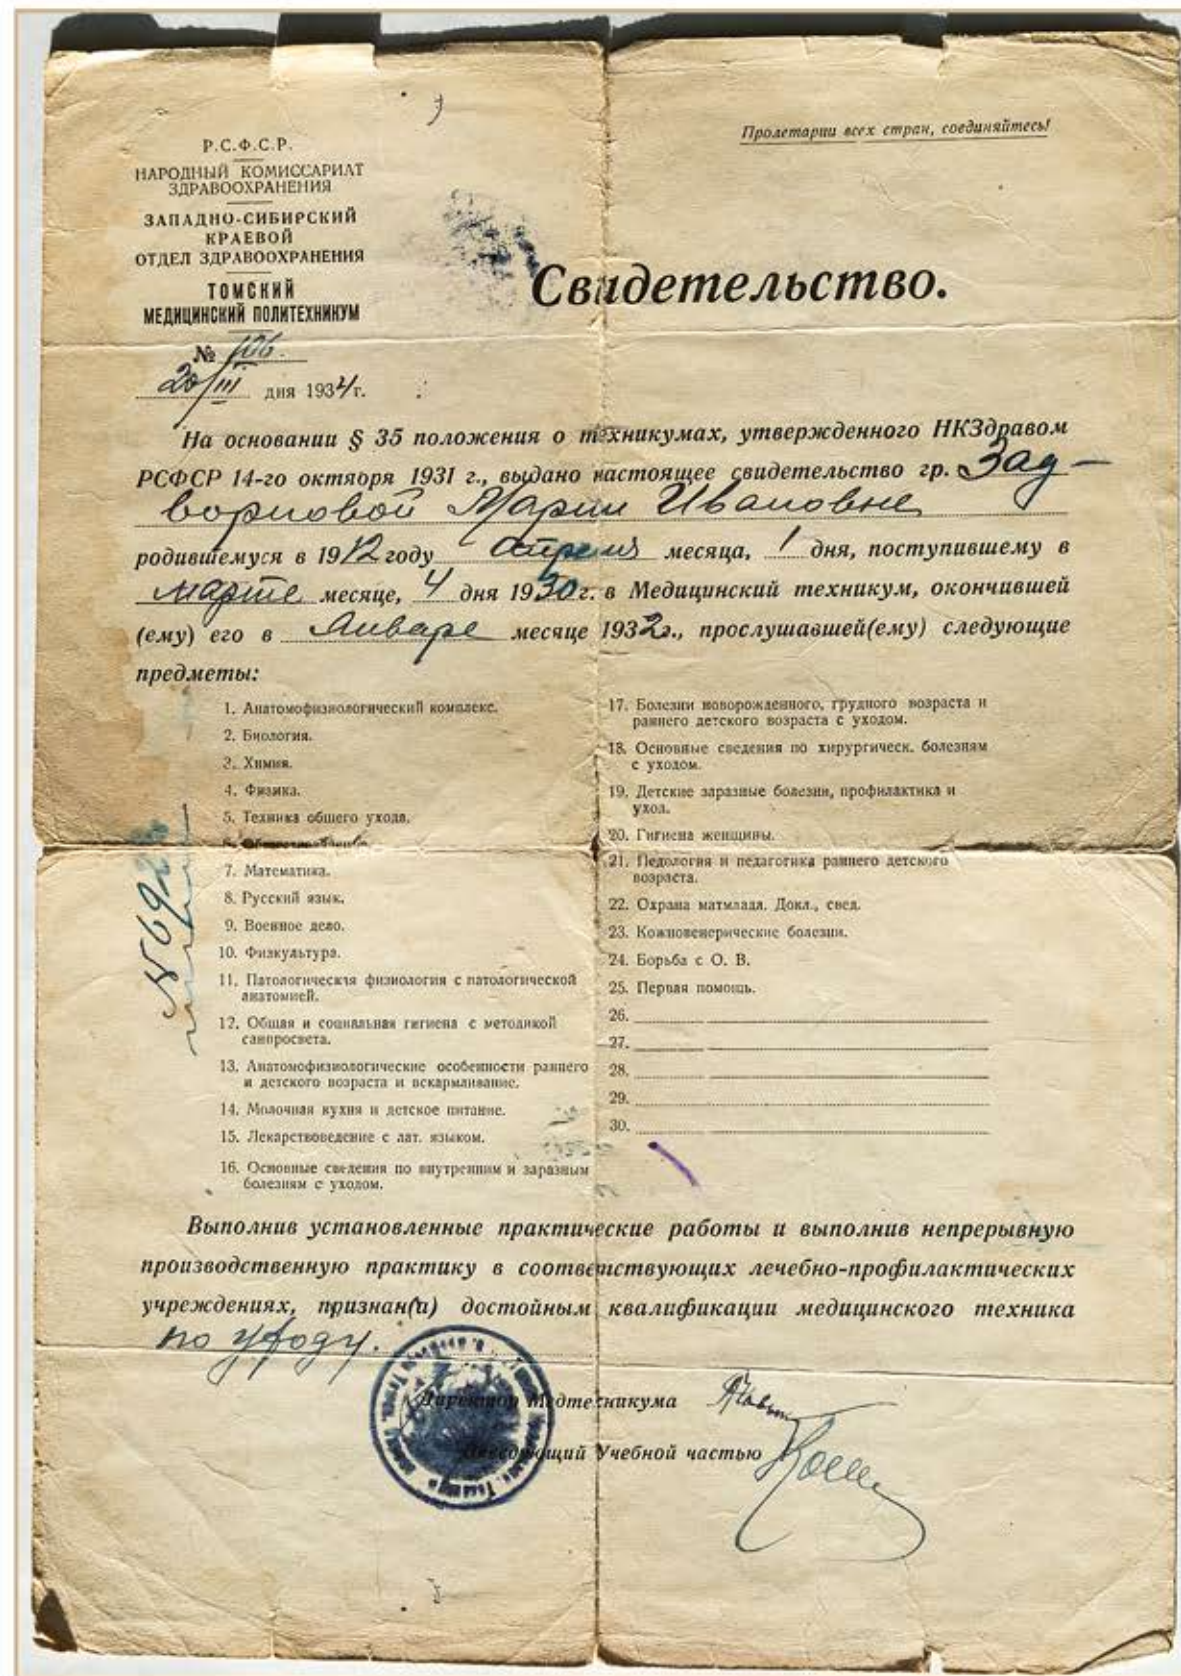 Р.С.Ф.С.Р.
НАРОДНЫЙ КОМИССАРИАТ
ЗДРАВООХРАНЕНИЯ
ЗАПАДНО-СИБИРСКИЙ
КРАЕВОЙ
ОТДЕЛ ЗДРАВООХРАНЕНИЯ
ТОМСКИЙ
МЕДИЦИНСКИЙ ПОЛИТЕХНИКУМ
№ 106.
20/III дня 1934 г.
Пролетарии всех стран, соединяйтесь!
Свидетельство.
На основании § 35 положения о техникумах, утвержденного НКЗдравом
РСФСР 14-го октября 1931 г., выдано настоящее свидетельство гр. Зад-
ворновой Марии Ивановне
родившемуся в 1912 году Апреля месяца, 1 дня, поступившему в
марте месяце, 4 дня 1930 г. в Медицинский техникум, окончившей
(ему) его в Январе месяце 1932 г., прослушавшей(ему) следующие
предметы:
1. Анатомофизиологический комплекс.
2. Биология.
3. Химия.
4. Физика.
5. Техника общего ухода.
6.
7. Математика.
8. Русский язык.
9. Военное дело.
10. Физкультура.
11. Патологическая физиология с патологической
анатомией.
12. Общая и социальная гигиена с методикой
санпросвета.
13. Анатомофизиологические особенности раннего
и детского возраста и вскармливание.
14. Молочная кухня и детское питание.
15. Лекарствоведение с лат. языком.
16. Основные сведения по внутренним и заразным
болезням с уходом.
17. Болезни новорожденного, грудного возраста и
раннего детского возраста с уходом.
18. Основные сведения по хирургическ. болезням
с уходом.
19. Детские заразные болезни, профилактика и
уход.
20. Гигиена женщины.
21. Педология и педагогика раннего детского
возраста.
22. Охрана матмлада. Докл., свед.
23. Кожновенерические болезни.
24. Борьба с О. В.
25. Первая помощь.
26.
27.
28.
29.
30.
Выполнив установленные практические работы и выполнив непрерывную
производственную практику в соответствующих лечебно-профилактических
учреждениях, признан(а) достойным квалификации медицинского техника
по уходу.
Директор Медтехникума
Заведующий Учебной частью